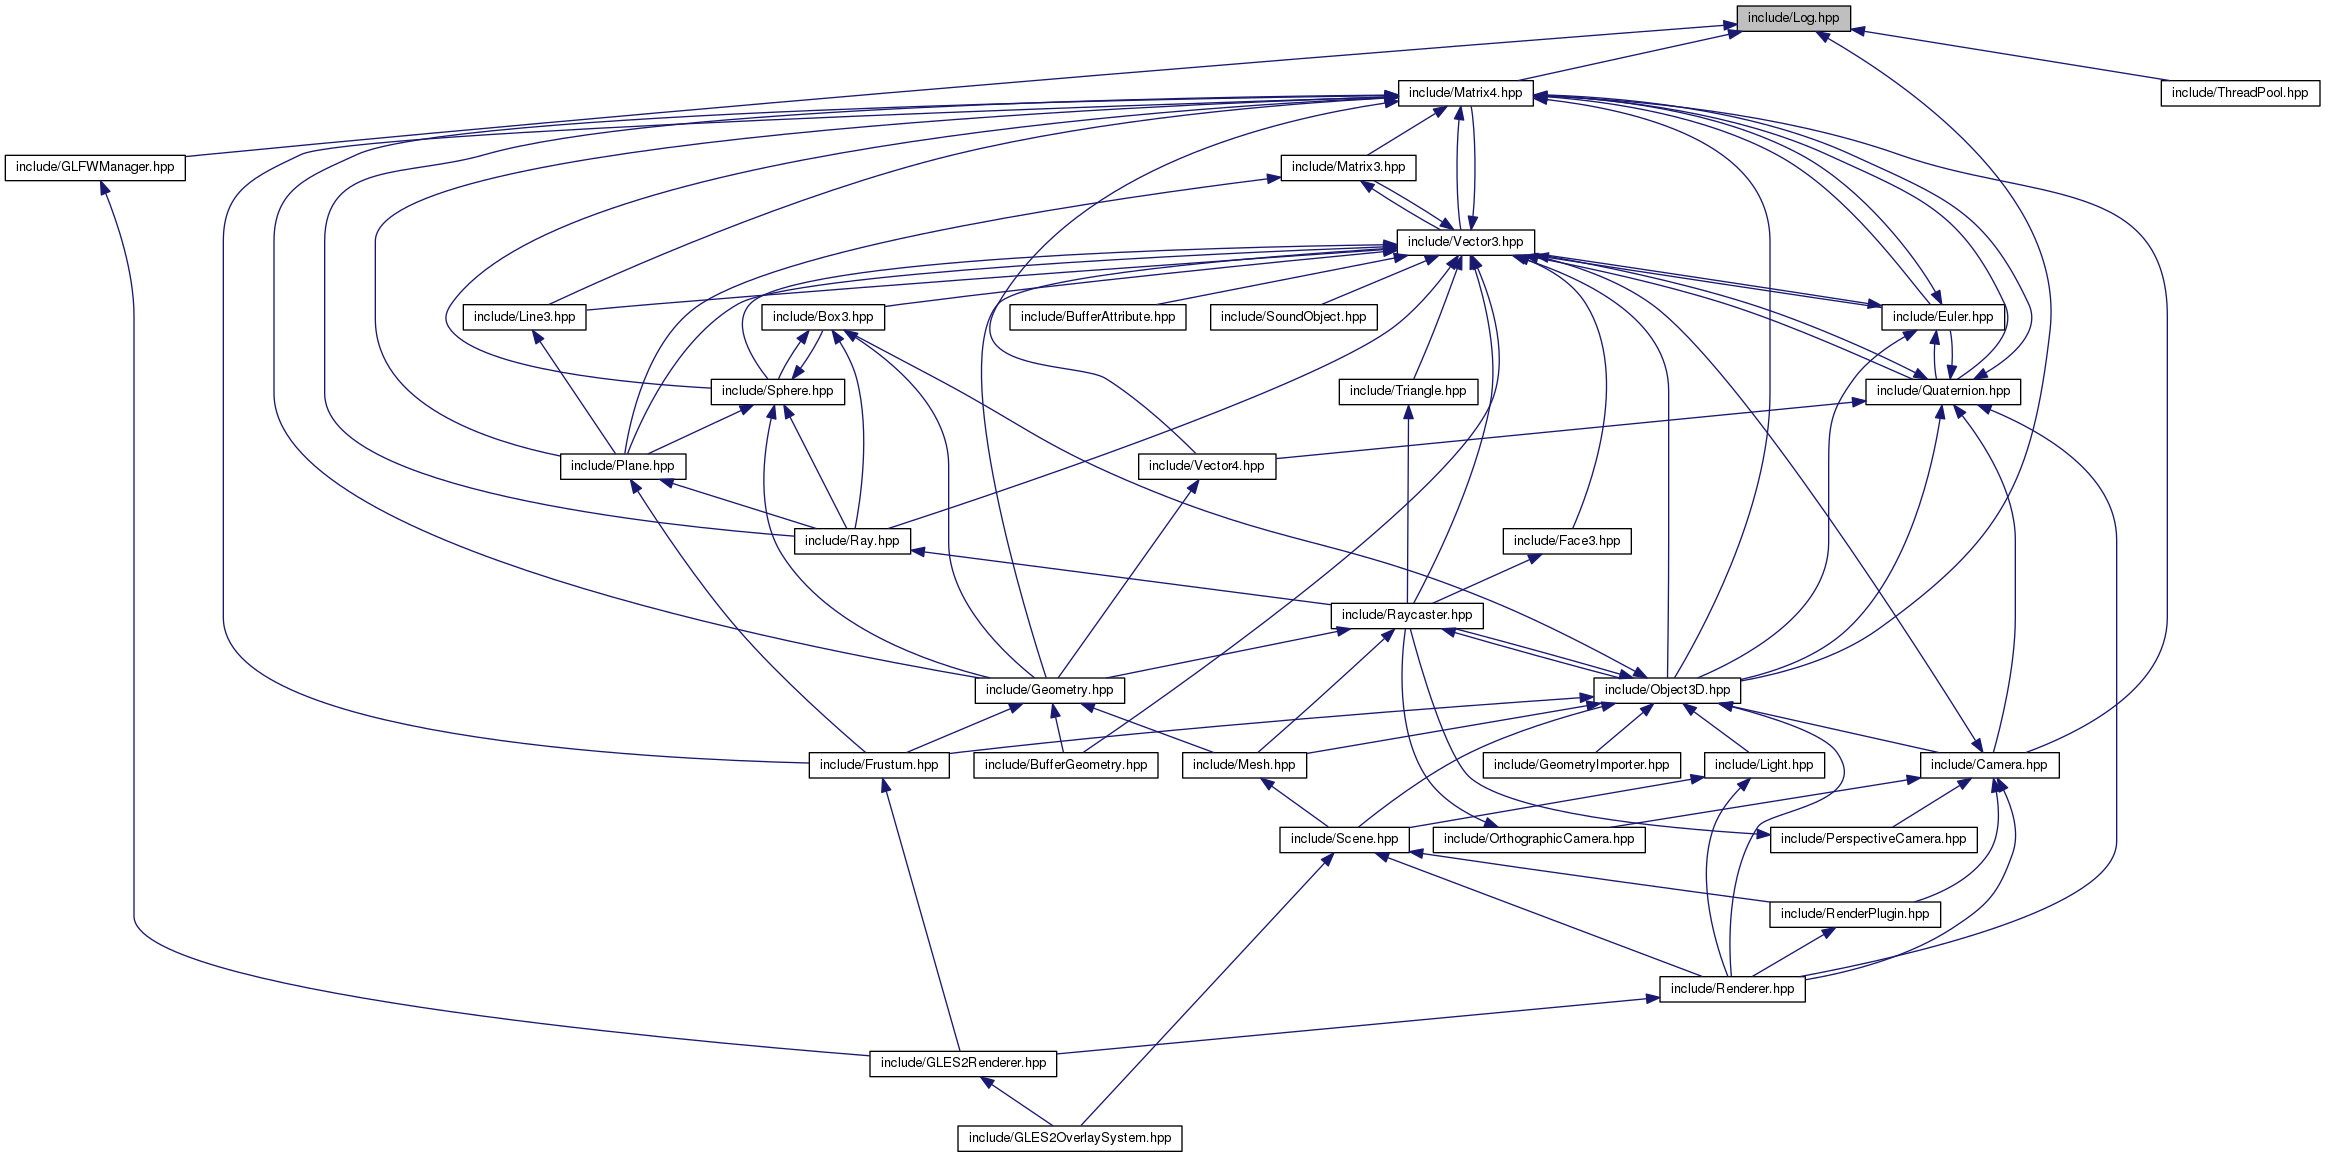 include/Log.hpp
include/Matrix4.hpp
include/ThreadPool.hpp
include/GLFWManager.hpp
include/Matrix3.hpp
include/Vector3.hpp
include/Line3.hpp
include/Box3.hpp
include/BufferAttribute.hpp
include/SoundObject.hpp
include/Euler.hpp
include/Sphere.hpp
include/Triangle.hpp
include/Quaternion.hpp
include/Plane.hpp
include/Vector4.hpp
include/Ray.hpp
include/Face3.hpp
include/Raycaster.hpp
include/Geometry.hpp
include/Object3D.hpp
include/Frustum.hpp
include/BufferGeometry.hpp
include/Mesh.hpp
include/GeometryImporter.hpp
include/Light.hpp
include/Camera.hpp
include/Scene.hpp
include/OrthographicCamera.hpp
include/PerspectiveCamera.hpp
include/RenderPlugin.hpp
include/Renderer.hpp
include/GLES2Renderer.hpp
include/GLES2OverlaySystem.hpp